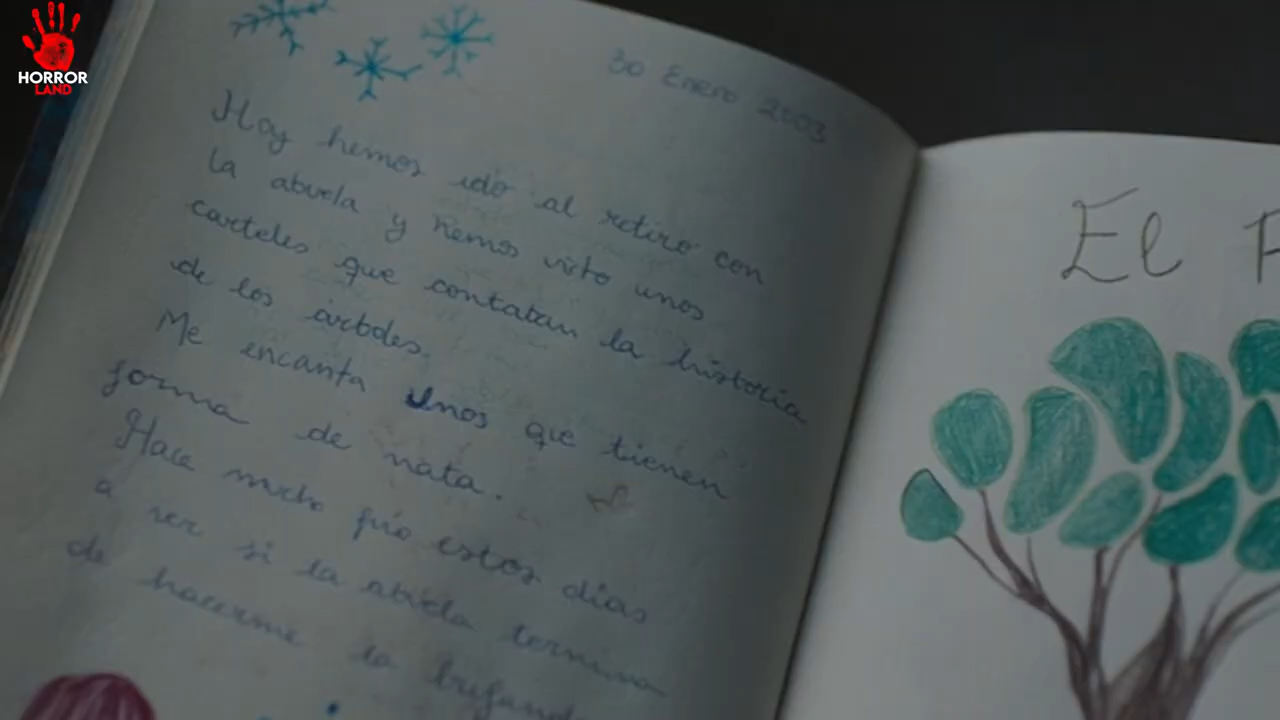 HORROR
LAND
30 Enero 2003
Hoy hemos ido al retiro con
la abuela y hemos visto unos
carteles que contaban la historia
de los árboles.
Me encanta unos que tienen
forma de nata.
Hace mucho frío estos días
a ver si la abuela termina
de hacerme la bufanda
El